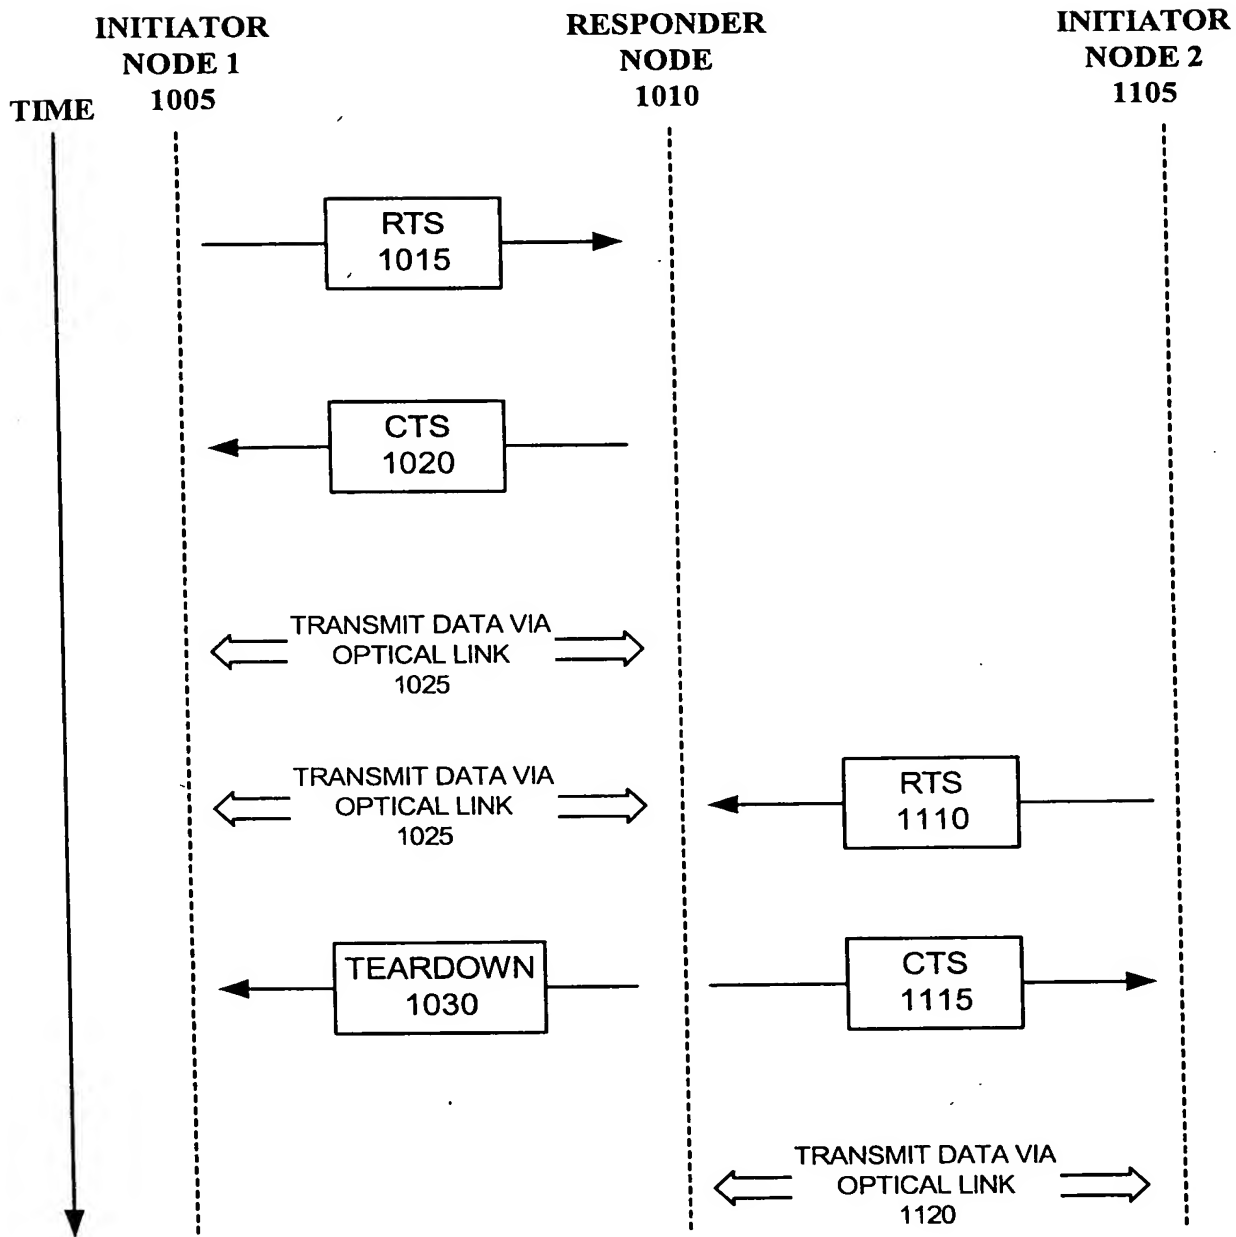 INITIATOR
NODE 1
1005
RESPONDER
NODE
1010
INITIATOR
NODE 2
1105
TIME
RTS
1015
CTS
1020
TRANSMIT DATA VIA
OPTICAL LINK
1025
TRANSMIT DATA VIA
OPTICAL LINK
1025
RTS
1110
TEARDOWN
1030
CTS
1115
TRANSMIT DATA VIA
OPTICAL LINK
1120